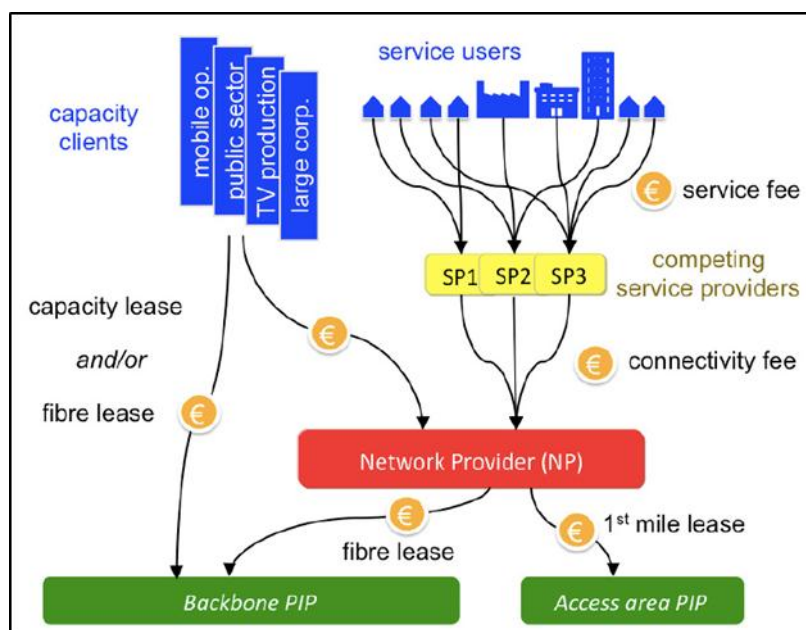 service users
capacity
clients
mobile op.
public sector
TV production
large corp.
€ service fee
SP1 SP2 SP3
competing
service providers
capacity lease
and/or
fibre lease €
€
€ connectivity fee
Network Provider (NP)
€
fibre lease
€ 1st mile lease
Backbone PIP
Access area PIP